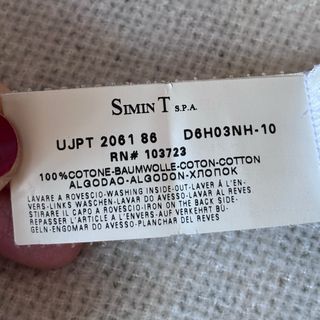 SIMIN T S.P.A.
UJPT 2061 86 D6H03NH-10
RN# 103723
100%COTONE-BAUMWOLLE-COTON-COTTON
ALGODAO-ALGODON-ХЛОПОК
LAVARE A ROVESCIO-WASHING INSIDE-OUT-LAVER Á L'EN-
VERS-LINKS WASCHEN-LAVAR DO AVESSO-LAVAR AL REVES
STIRARE IL CAPO A ROVESCIO-IRON ON THE BACK SIDE-
REPASSER L'ARTICLE A L'ENVERS-AUF VERKEHRT BÜ-
GELN-ENGOMAR DO AVESSO-PLANCHAR DEL REVES